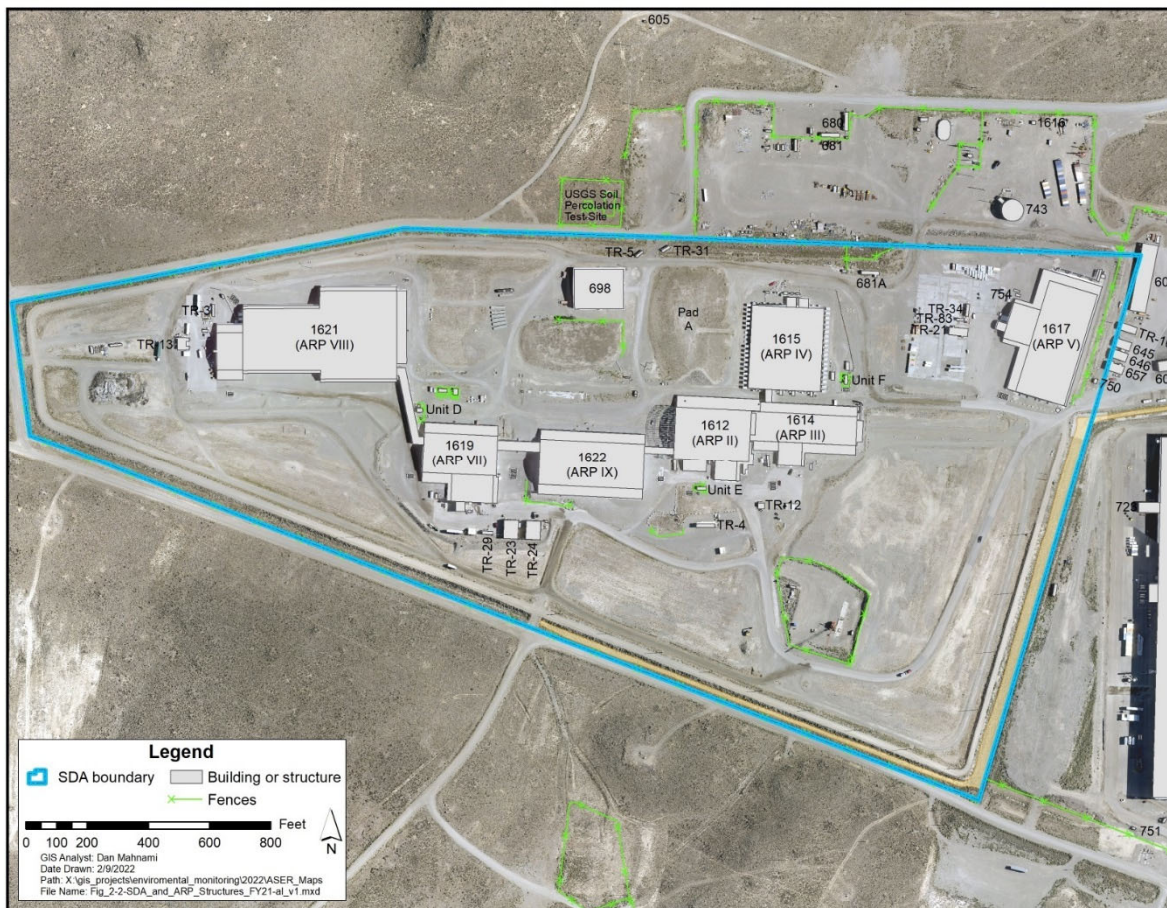 605
680
681
1616
USGS Soil
Percolation
Test Site
743
TR-5
TR-31
681A
698
Pad
A
TR-3
TR-13
1621
(ARP VIII)
1615
(ARP IV)
754
TR-34
TR-83
TR-21
1617
(ARP V)
645
646
657
750
Unit D
Unit F
1619
(ARP VII)
1622
(ARP IX)
1612
(ARP II)
1614
(ARP III)
Unit E
TR-12
TR-4
TR-29
TR-23
TR-24
751
Legend
SDA boundary
Building or structure
Fences
0 100 200 400 600 800 Feet
N
GIS Analyst: Dan Mahnami
Date Drawn: 2/9/2022
Path: X:\gis_projects\enviromental_monitoring\2022\ASER_Maps
File Name: Fig_2-2-SDA_and_ARP_Structures_FY21-al_v1.mxd